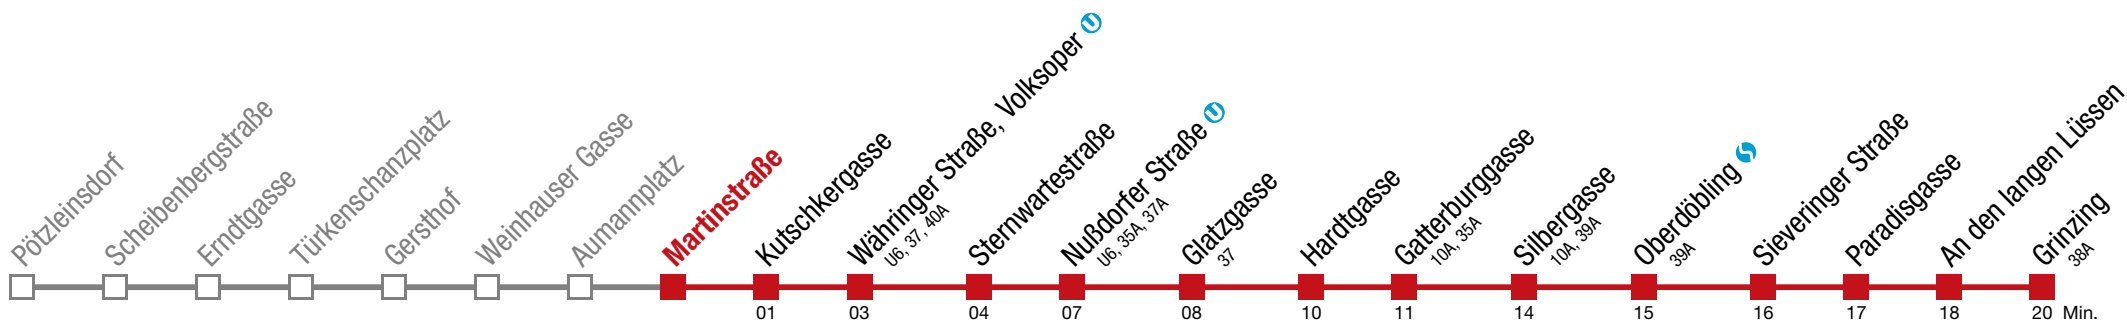 Pötzleinsdorf
Scheibenbergstraße
Erndtgasse
Türkenschanzplatz
Gersthof
Weinhauser Gasse
Aumannplatz
Martinstraße
Kutschkergasse
Währinger Straße, Volksoper
U6, 37, 40A
Sternwartestraße
Nußdorfer Straße
U6, 35A, 37A
Glatzgasse
37
Hardtgasse
Gatterburggasse
10A, 35A
Silbergasse
10A, 39A
Oberdöbling
39A
Sieveringer Straße
Paradisgasse
An den langen Lüssen
Grinzing
38A
01 03 04 07 08 10 11 14 15 16 17 18 20 Min.